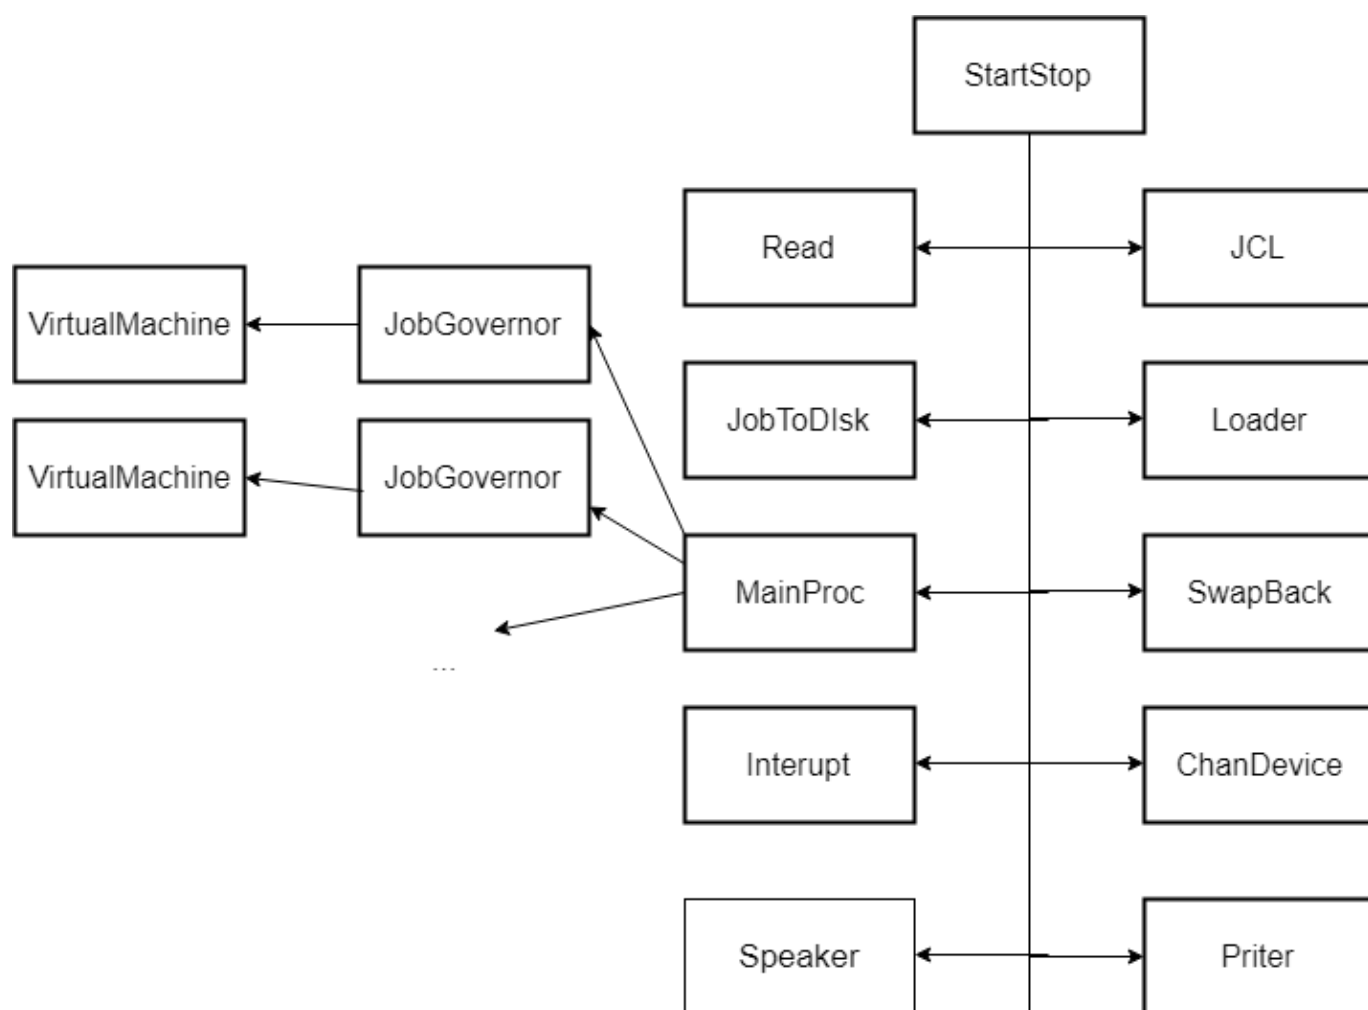 StartStop
Read
JCL
VirtualMachine
JobGovernor
JobToDIsk
Loader
VirtualMachine
JobGovernor
MainProc
SwapBack
...
Interupt
ChanDevice
Speaker
Priter